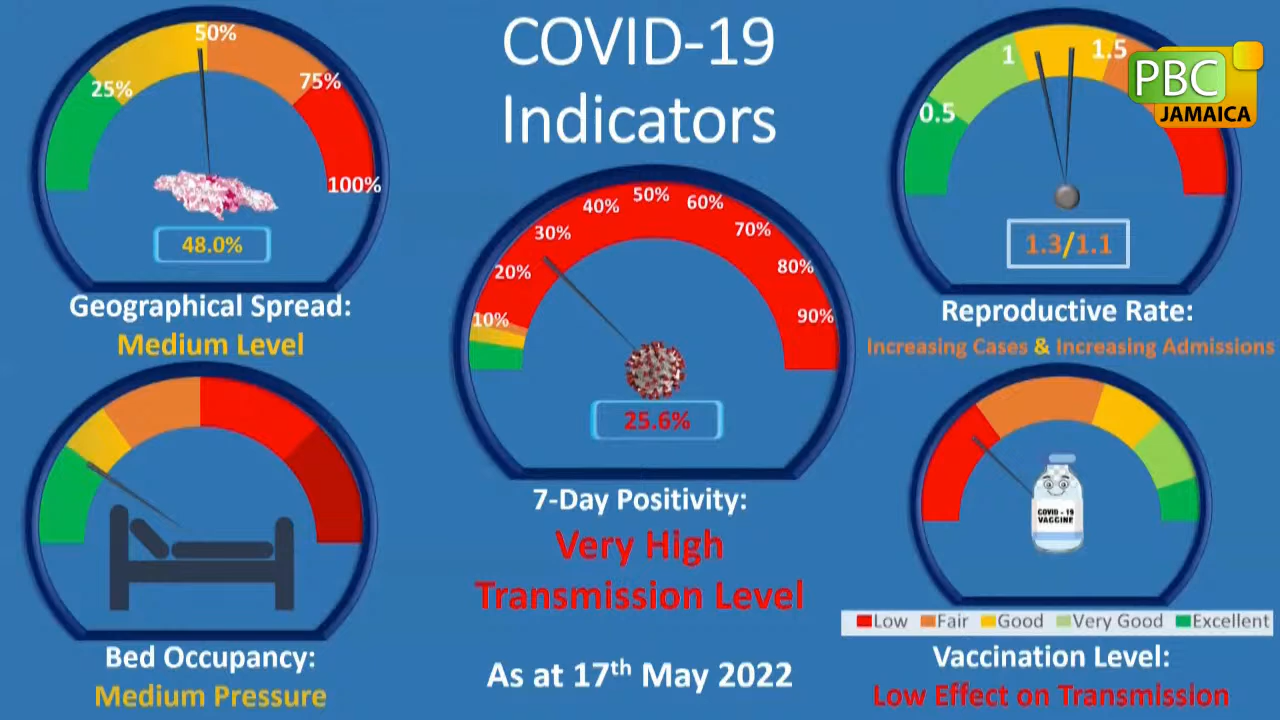 COVID-19
Indicators
PBC
JAMAICA
25%
50%
75%
100%
48.0%
Geographical Spread:
Medium Level
10%
20%
30%
40%
50%
60%
70%
80%
90%
25.6%
7-Day Positivity:
Very High
Transmission Level
As at 17th May 2022
0.5
1
1.5
1.3/1.1
Reproductive Rate:
Increasing Cases & Increasing Admissions
Bed Occupancy:
Medium Pressure
COVID - 19
VACCINE
Low Fair Good Very Good Excellent
Vaccination Level:
Low Effect on Transmission